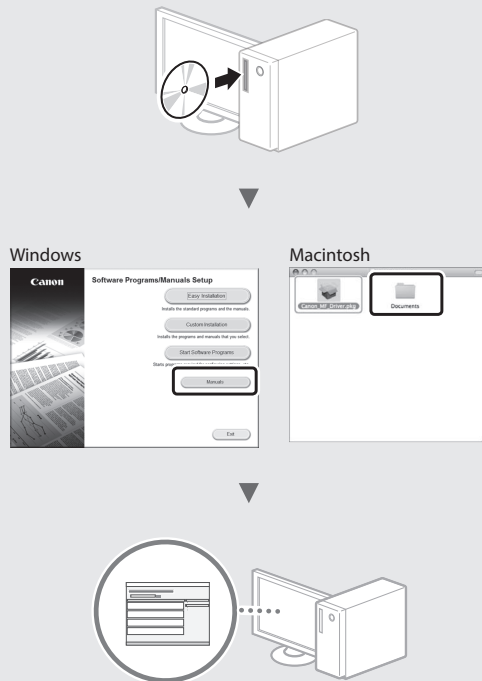 Windows
Macintosh
Canon
Software Programs/Manuals Setup
Easy Installation
Installs the standard programs and the manuals.
Custom Installation
Installs the programs and manuals that you select.
Start Software Programs
Manuals
Exit
Canon_MF_Driver.pkg
Documents